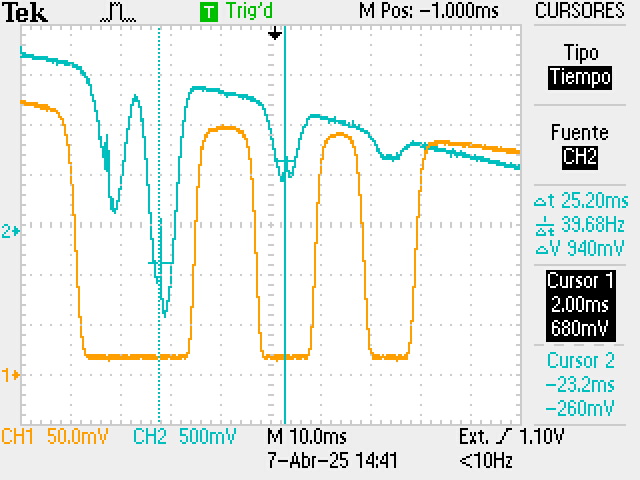 Tek T Trig'd M Pos: -1.000ms CURSORES
Tipo
Tiempo
Fuente
CH2
Δt 25.20ms
1/Δt 39.68Hz
ΔV 940mV
Cursor 1
2.00ms
680mV
Cursor 2
-23.2ms
-260mV
2
1
CH1 50.0mV CH2 500mV M 10.0ms Ext. 1.10V
7-Abr-25 14:41 <10Hz